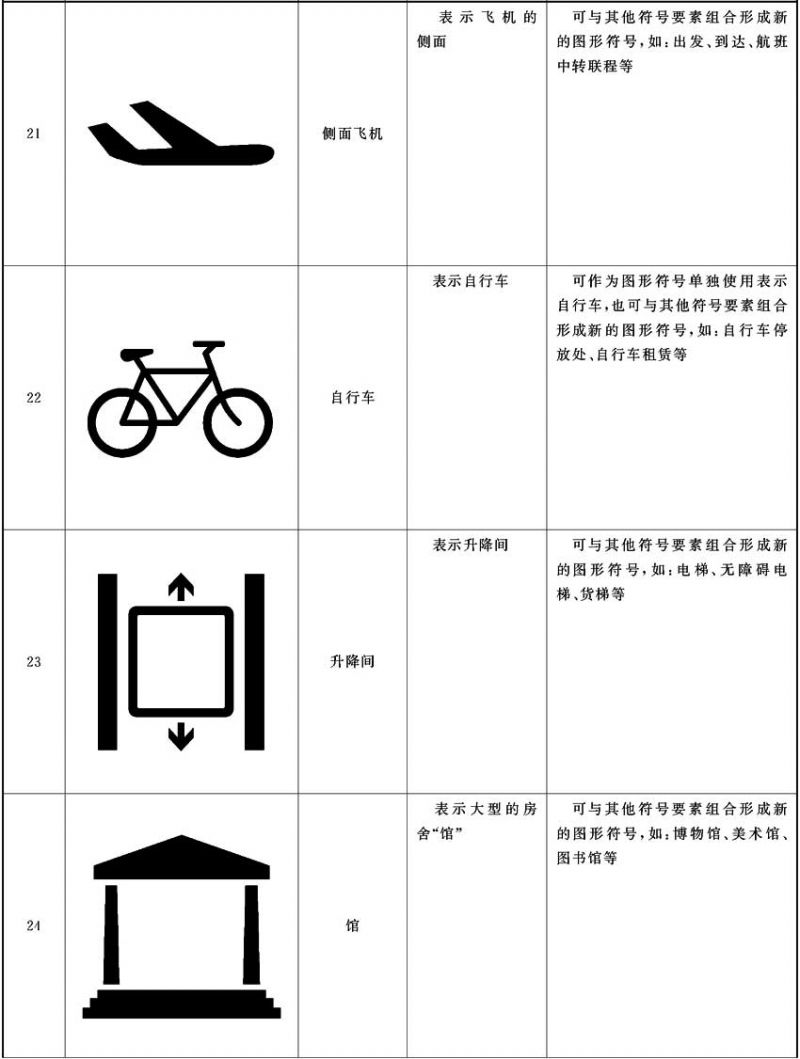 21
侧面飞机
表示飞机的
侧面
可与其他符号要素组合形成新
的图形符号,如:出发、到达、航班
中转联程等
22
自行车
表示自行车
可作为图形符号单独使用表示
自行车,也可与其他符号要素组合
形成新的图形符号,如:自行车停
放处、自行车租赁等
23
升降间
表示升降间
可与其他符号要素组合形成新
的图形符号,如:电梯、无障碍电
梯、货梯等
24
馆
表示大型的房
舍“馆”
可与其他符号要素组合形成新
的图形符号,如:博物馆、美术馆、
图书馆等